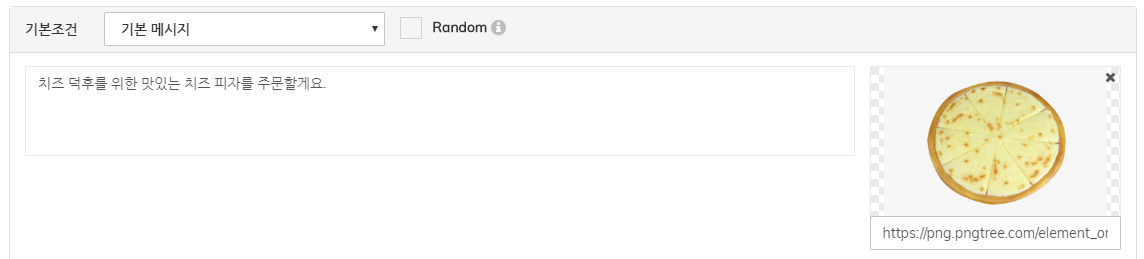 기본조건
기본 메시지
Random
치즈 덕후를 위한 맛있는 치즈 피자를 주문할게요.
https://png.pngtree.com/element_or